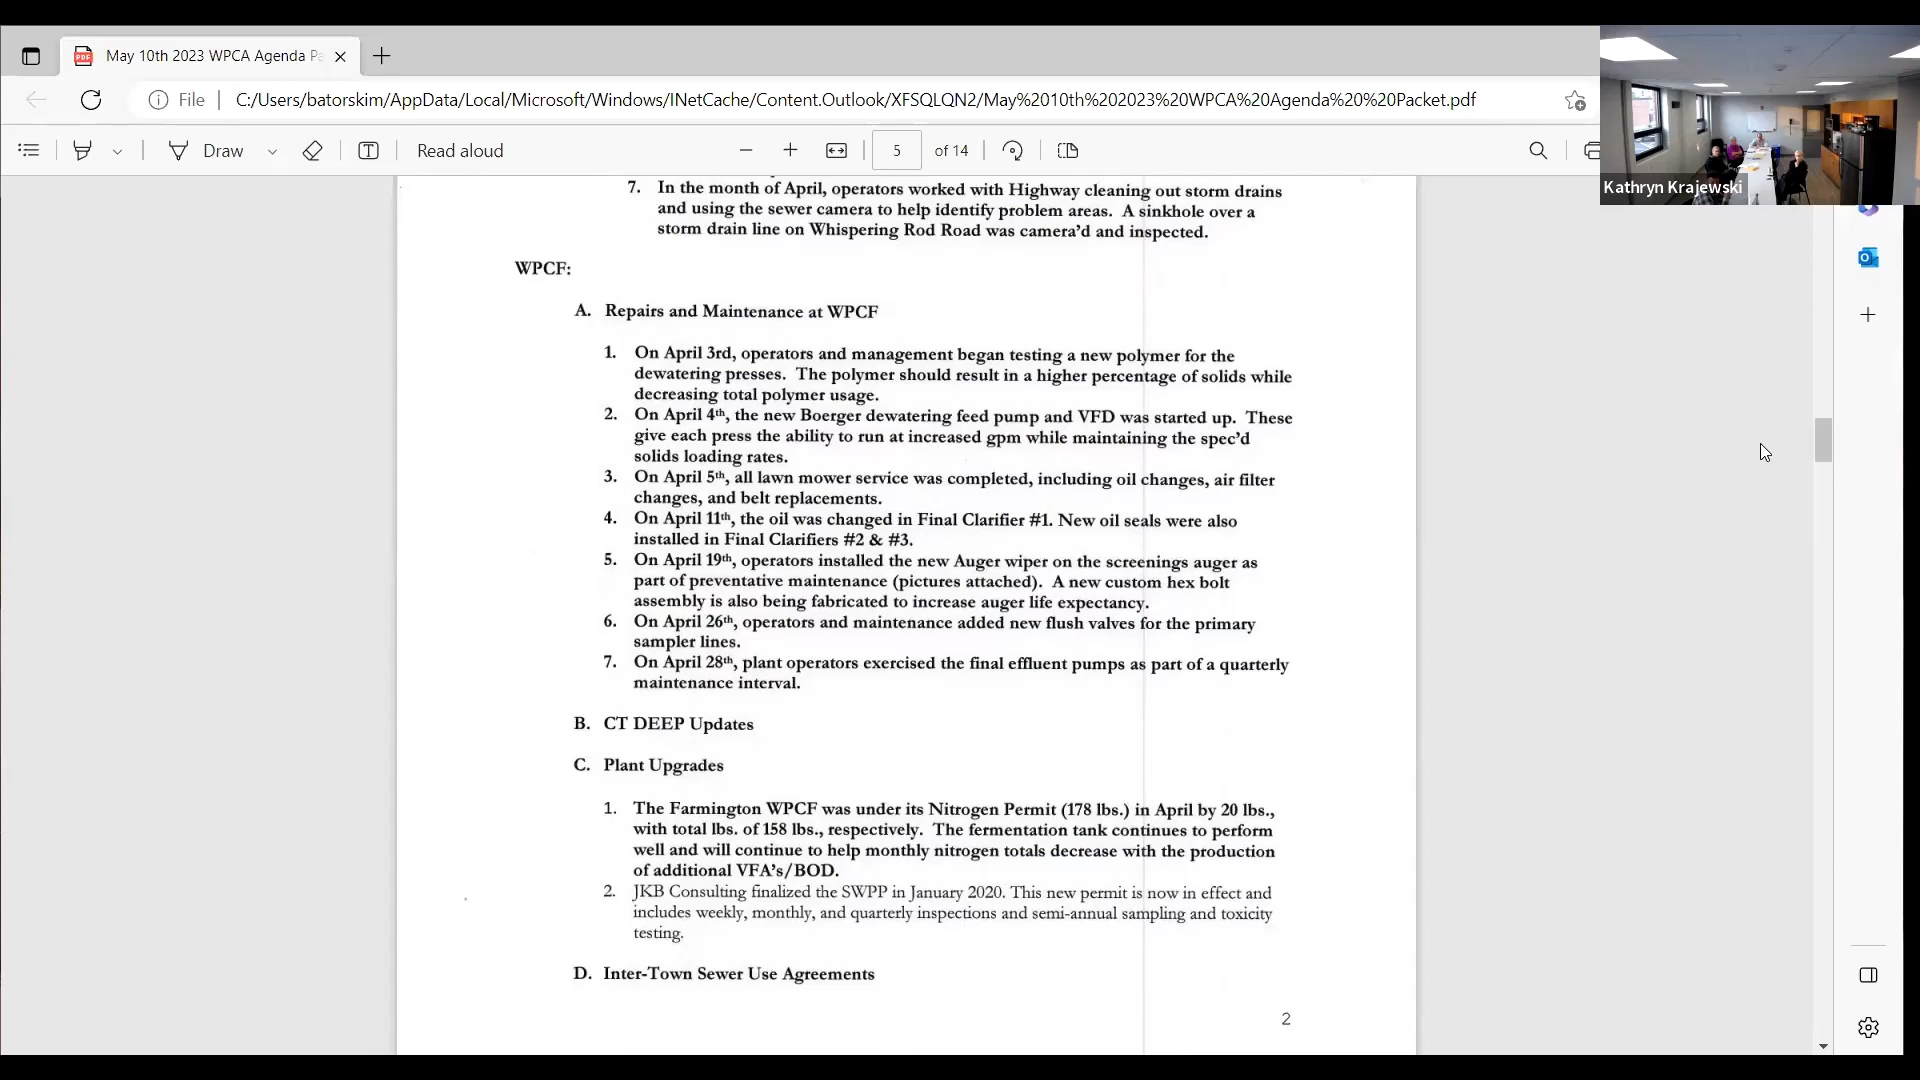 May 10th 2023 WPCA Agenda Pa
File
C:/Users/batorskim/AppData/Local/Microsoft/Windows/INetCache/Content.Outlook/XFSQLQN2/May%2010th%202023%20WPCA%20Agenda%20%20Packet.pdf
Draw
Read aloud
5 of 14
Kathryn Krajewski
7. In the month of April, operators worked with Highway cleaning out storm drains
and using the sewer camera to help identify problem areas. A sinkhole over a
storm drain line on Whispering Rod Road was camera'd and inspected.
WPCF:
A. Repairs and Maintenance at WPCF
1. On April 3rd, operators and management began testing a new polymer for the
dewatering presses. The polymer should result in a higher percentage of solids while
decreasing total polymer usage.
2. On April 4th, the new Boerger dewatering feed pump and VFD was started up. These
give each press the ability to run at increased gpm while maintaining the spec'd
solids loading rates.
3. On April 5th, all lawn mower service was completed, including oil changes, air filter
changes, and belt replacements.
4. On April 11th, the oil was changed in Final Clarifier #1. New oil seals were also
installed in Final Clarifiers #2 & #3.
5. On April 19th, operators installed the new Auger wiper on the screenings auger as
part of preventative maintenance (pictures attached). A new custom hex bolt
assembly is also being fabricated to increase auger life expectancy.
6. On April 26th, operators and maintenance added new flush valves for the primary
sampler lines.
7. On April 28th, plant operators exercised the final effluent pumps as part of a quarterly
maintenance interval.
B. CT DEEP Updates
C. Plant Upgrades
1. The Farmington WPCF was under its Nitrogen Permit (178 lbs.) in April by 20 lbs.,
with total lbs. of 158 lbs., respectively. The fermentation tank continues to perform
well and will continue to help monthly nitrogen totals decrease with the production
of additional VFA's/BOD.
2. JKB Consulting finalized the SWPP in January 2020. This new permit is now in effect and
includes weekly, monthly, and quarterly inspections and semi-annual sampling and toxicity
testing.
D. Inter-Town Sewer Use Agreements
2